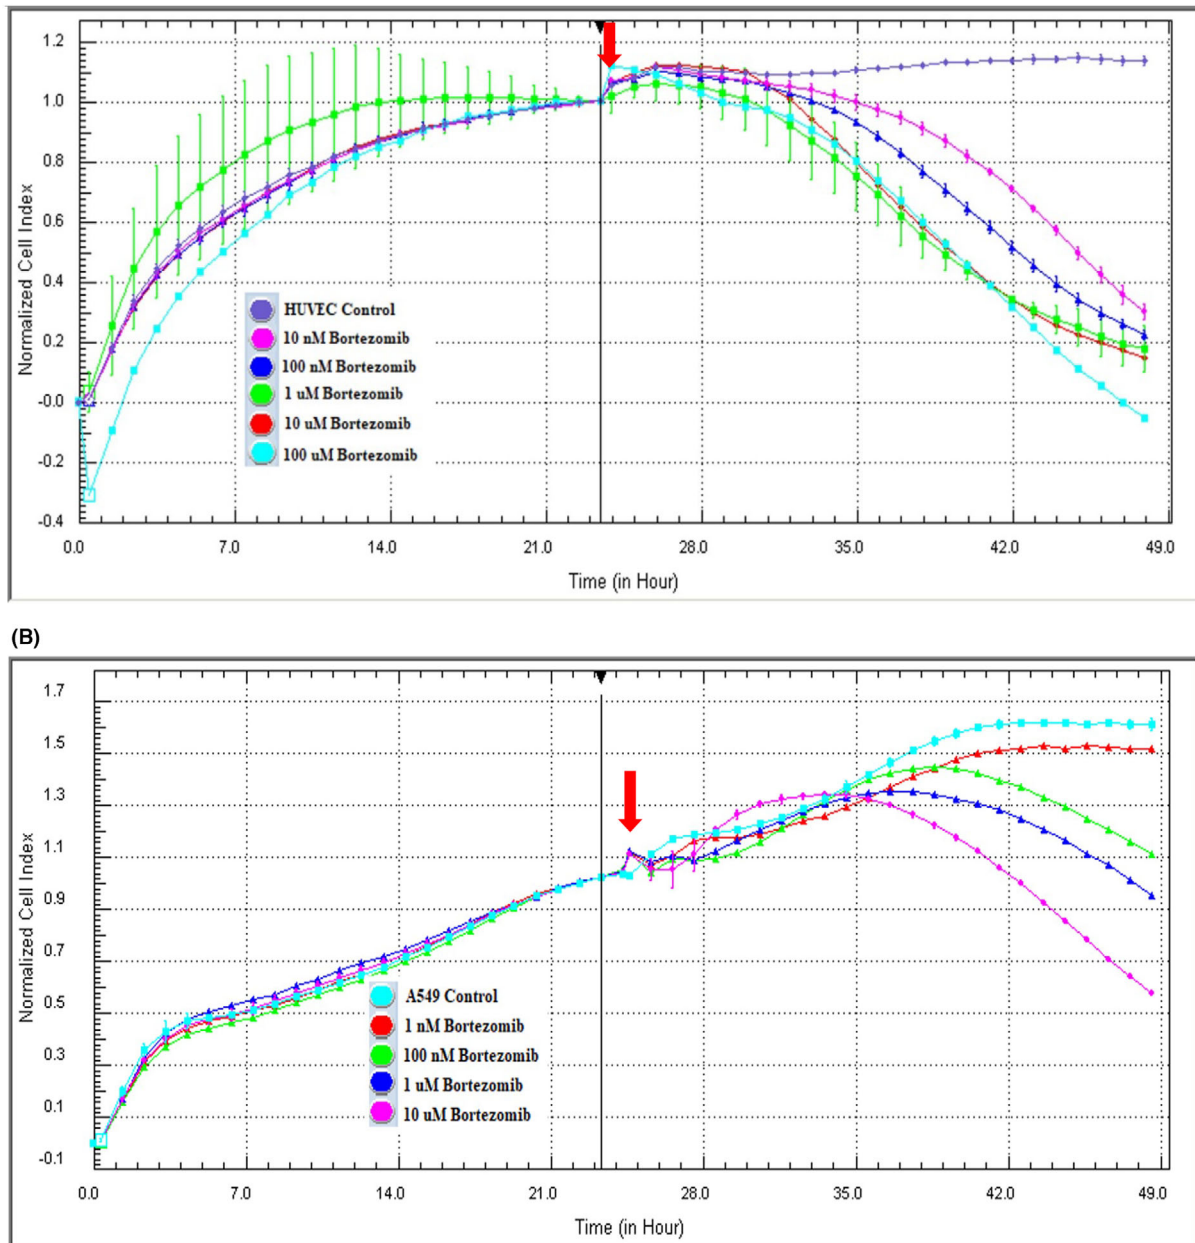 1.2
1.0
0.8
0.6
0.4
0.2
-0.0
-0.2
-0.4
Normalized Cell Index
HUVEC Control
10 nM Bortezomib
100 nM Bortezomib
1 uM Bortezomib
10 uM Bortezomib
100 uM Bortezomib
0.0 7.0 14.0 21.0 28.0 35.0 42.0 49.0
Time (in Hour)
(B)
1.7
1.5
1.3
1.1
0.9
0.7
0.5
0.3
0.1
-0.1
Normalized Cell Index
A549 Control
1 nM Bortezomib
100 nM Bortezomib
1 uM Bortezomib
10 uM Bortezomib
0.0 7.0 14.0 21.0 28.0 35.0 42.0 49.0
Time (in Hour)